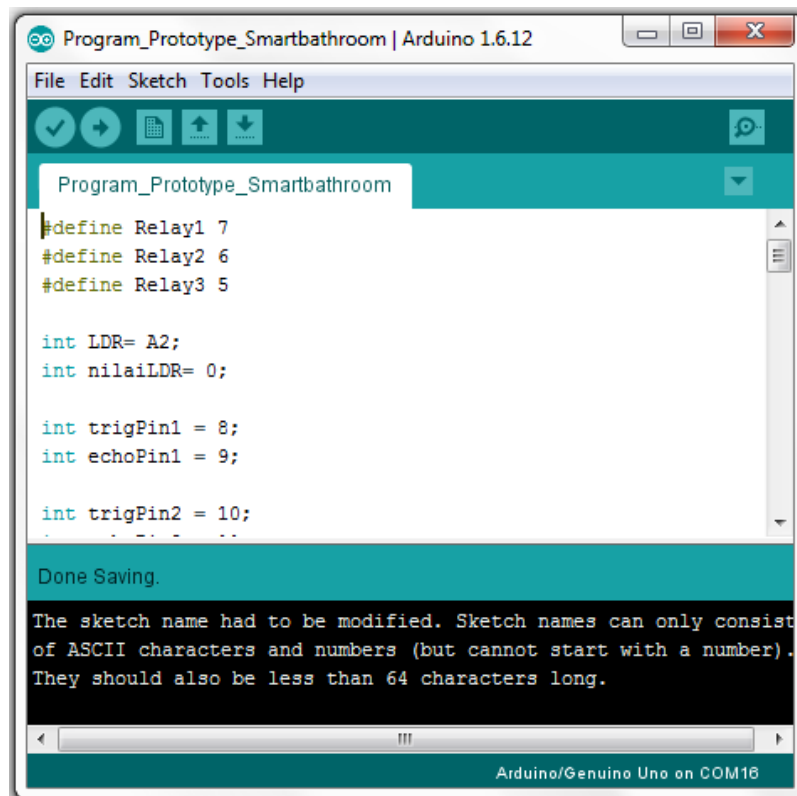 Program_Prototype_Smartbathroom | Arduino 1.6.12
File Edit Sketch Tools Help
Program_Prototype_Smartbathroom
#define Relay1 7
#define Relay2 6
#define Relay3 5
int LDR= A2;
int nilaiLDR= 0;
int trigPin1 = 8;
int echoPin1 = 9;
int trigPin2 = 10;
Done Saving.
The sketch name had to be modified. Sketch names can only consist
of ASCII characters and numbers (but cannot start with a number).
They should also be less than 64 characters long.
Arduino/Genuino Uno on COM16